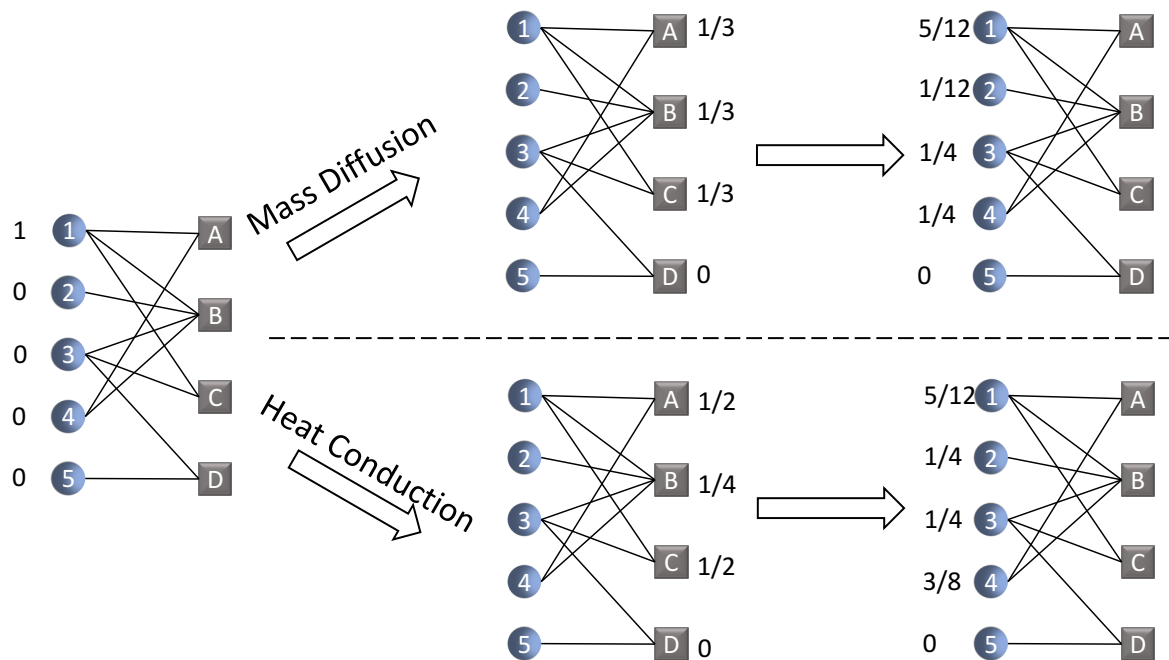 1 1 A
0 2 B
0 3 C
0 4 D
0 5
Mass Diffusion
1 A 1/3
2 B 1/3
3 C 1/3
4 D 0
5
5/12 1 A
1/12 2 B
1/4 3 C
1/4 4 D
0 5
Heat Conduction
1 A 1/2
2 B 1/4
3 C 1/2
4 D 0
5
5/12 1 A
1/4 2 B
1/4 3 C
3/8 4 D
0 5